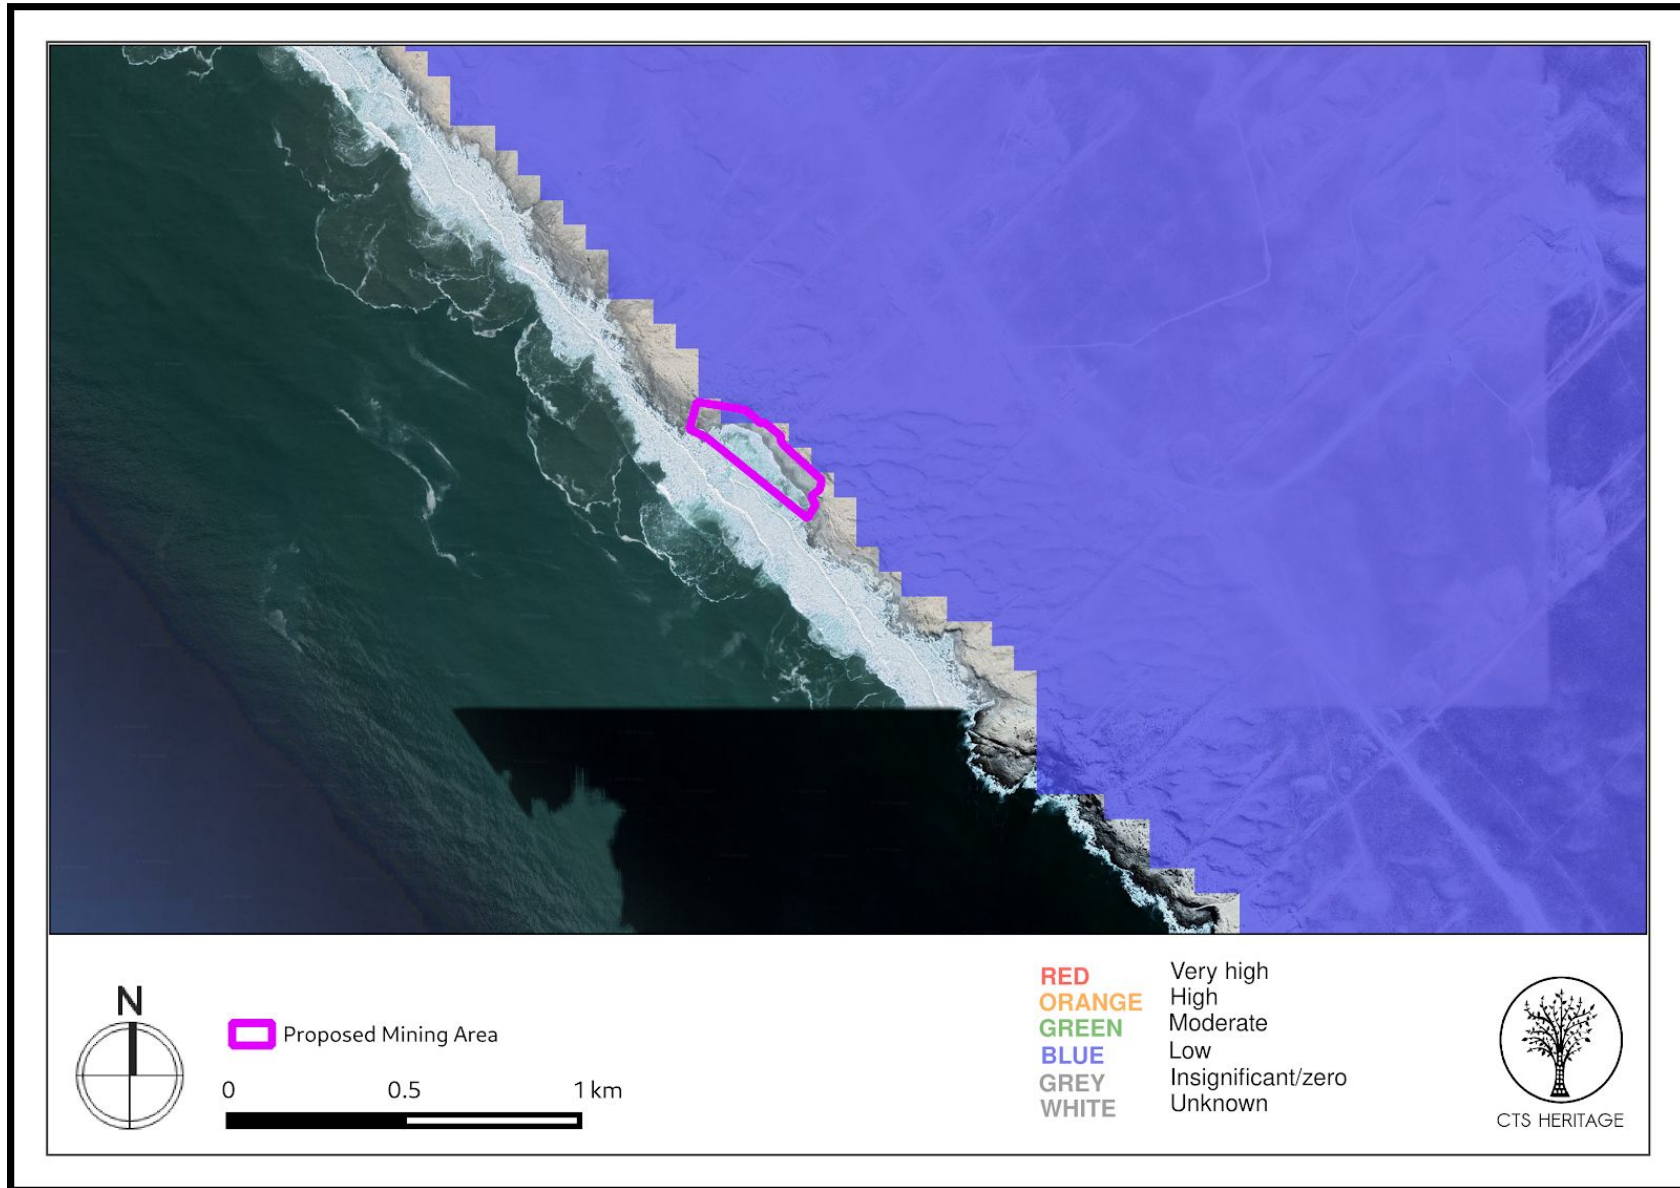 N
Proposed Mining Area
0 0.5 1 km
RED Very high
ORANGE High
GREEN Moderate
BLUE Low
GREY Insignificant/zero
WHITE Unknown
CTS HERITAGE